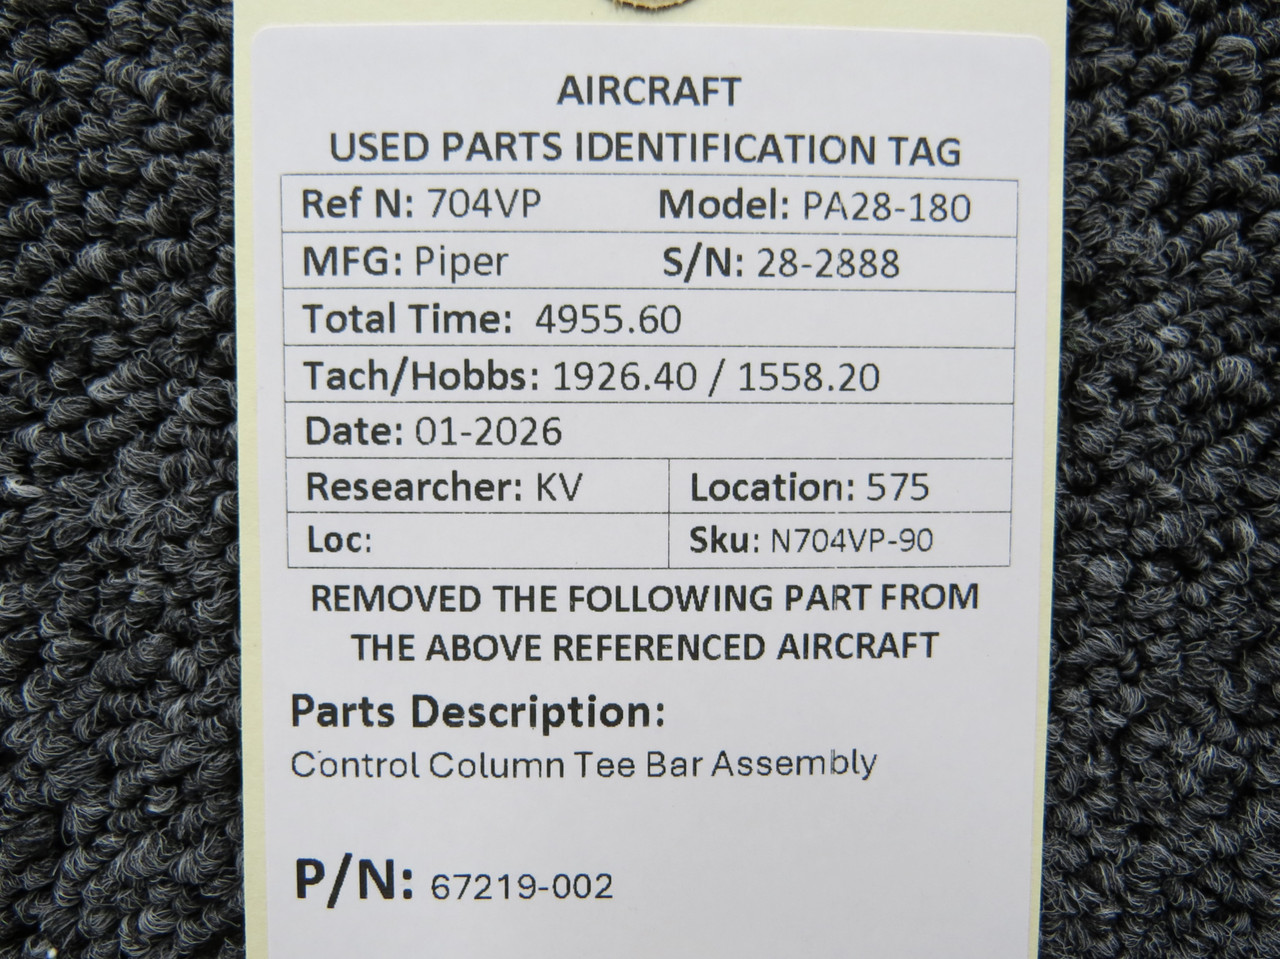 AIRCRAFT
USED PARTS IDENTIFICATION TAG
Ref N: 704VP Model: PA28-180
MFG: Piper S/N: 28-2888
Total Time: 4955.60
Tach/Hobbs: 1926.40 / 1558.20
Date: 01-2026
Researcher: KV Location: 575
Loc: Sku: N704VP-90
REMOVED THE FOLLOWING PART FROM
THE ABOVE REFERENCED AIRCRAFT
Parts Description:
Control Column Tee Bar Assembly
P/N: 67219-002